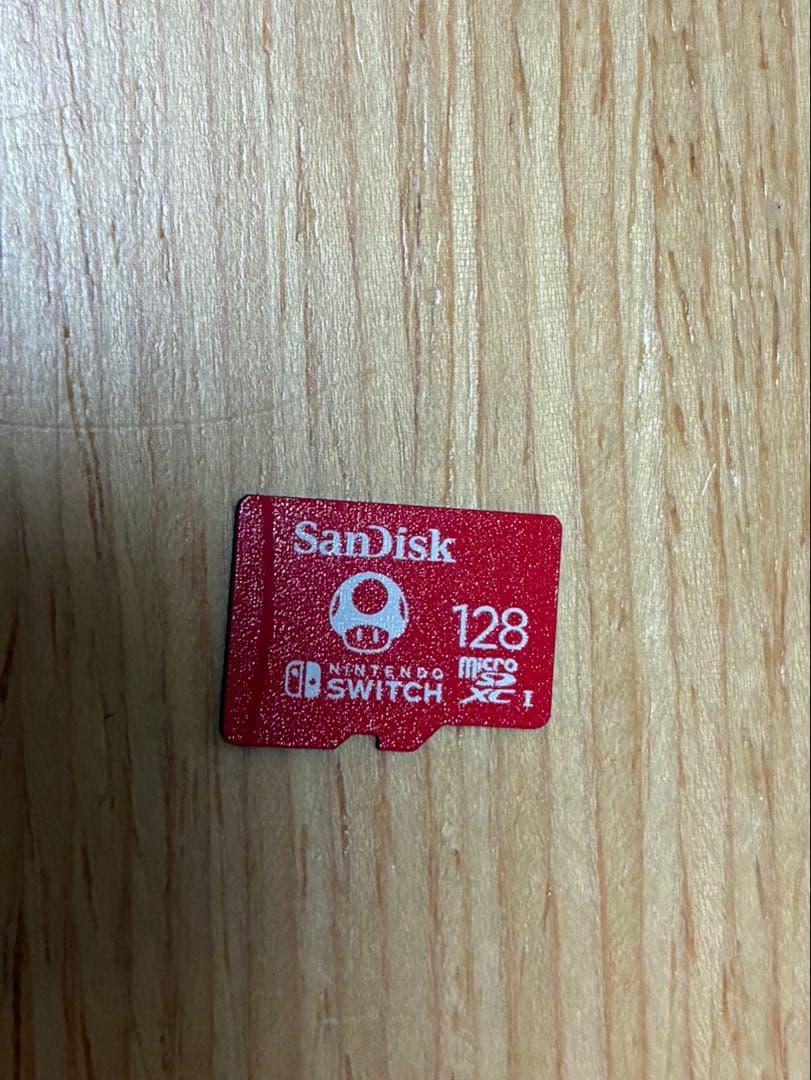 SanDisk
128
NINTENDO
SWITCH
micro
SD
XC I